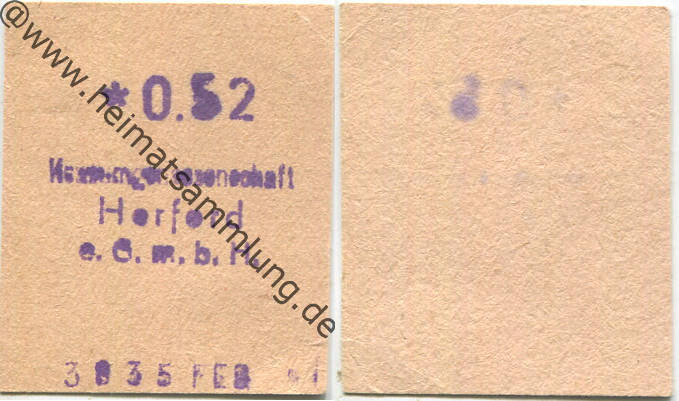 @www.heimatsammlung.de
*0.52
Herford
e. G. m. b. H.
3835 FEB